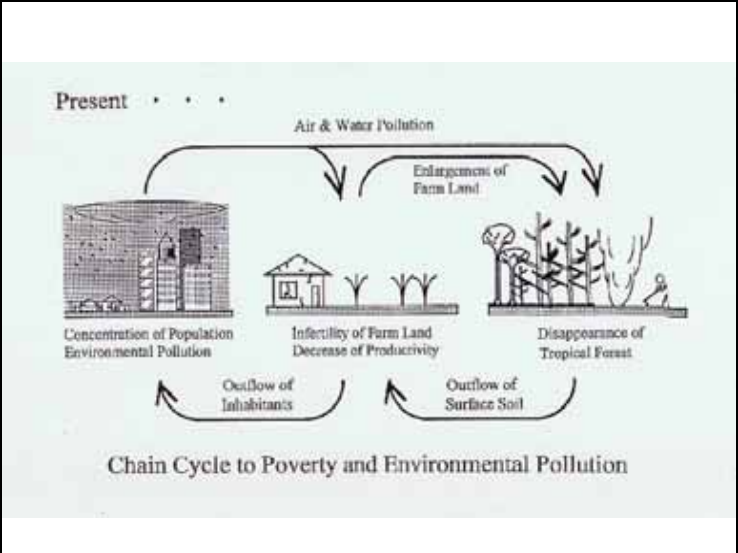 Present . . .
Air & Water Pollution
Enlargement of
Farm Land
Concentration of Population
Environmental Pollution
Infertility of Farm Land
Decrease of Productivity
Disappearance of
Tropical Forest
Outflow of
Inhabitants
Outflow of
Surface Soil
Chain Cycle to Poverty and Environmental Pollution